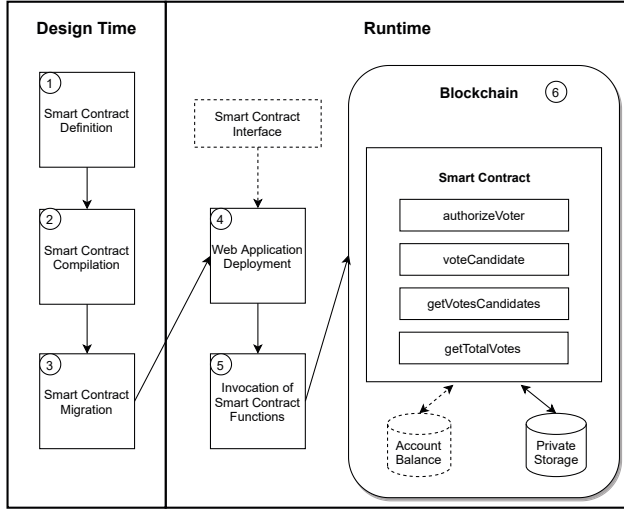 Design Time
Runtime
1
Smart Contract
Definition
2
Smart Contract
Compilation
3
Smart Contract
Migration
Smart Contract
Interface
4
Web Application
Deployment
5
Invocation of
Smart Contract
Functions
Blockchain
6
Smart Contract
authorizeVoter
voteCandidate
getVotesCandidates
getTotalVotes
Account
Balance
Private
Storage